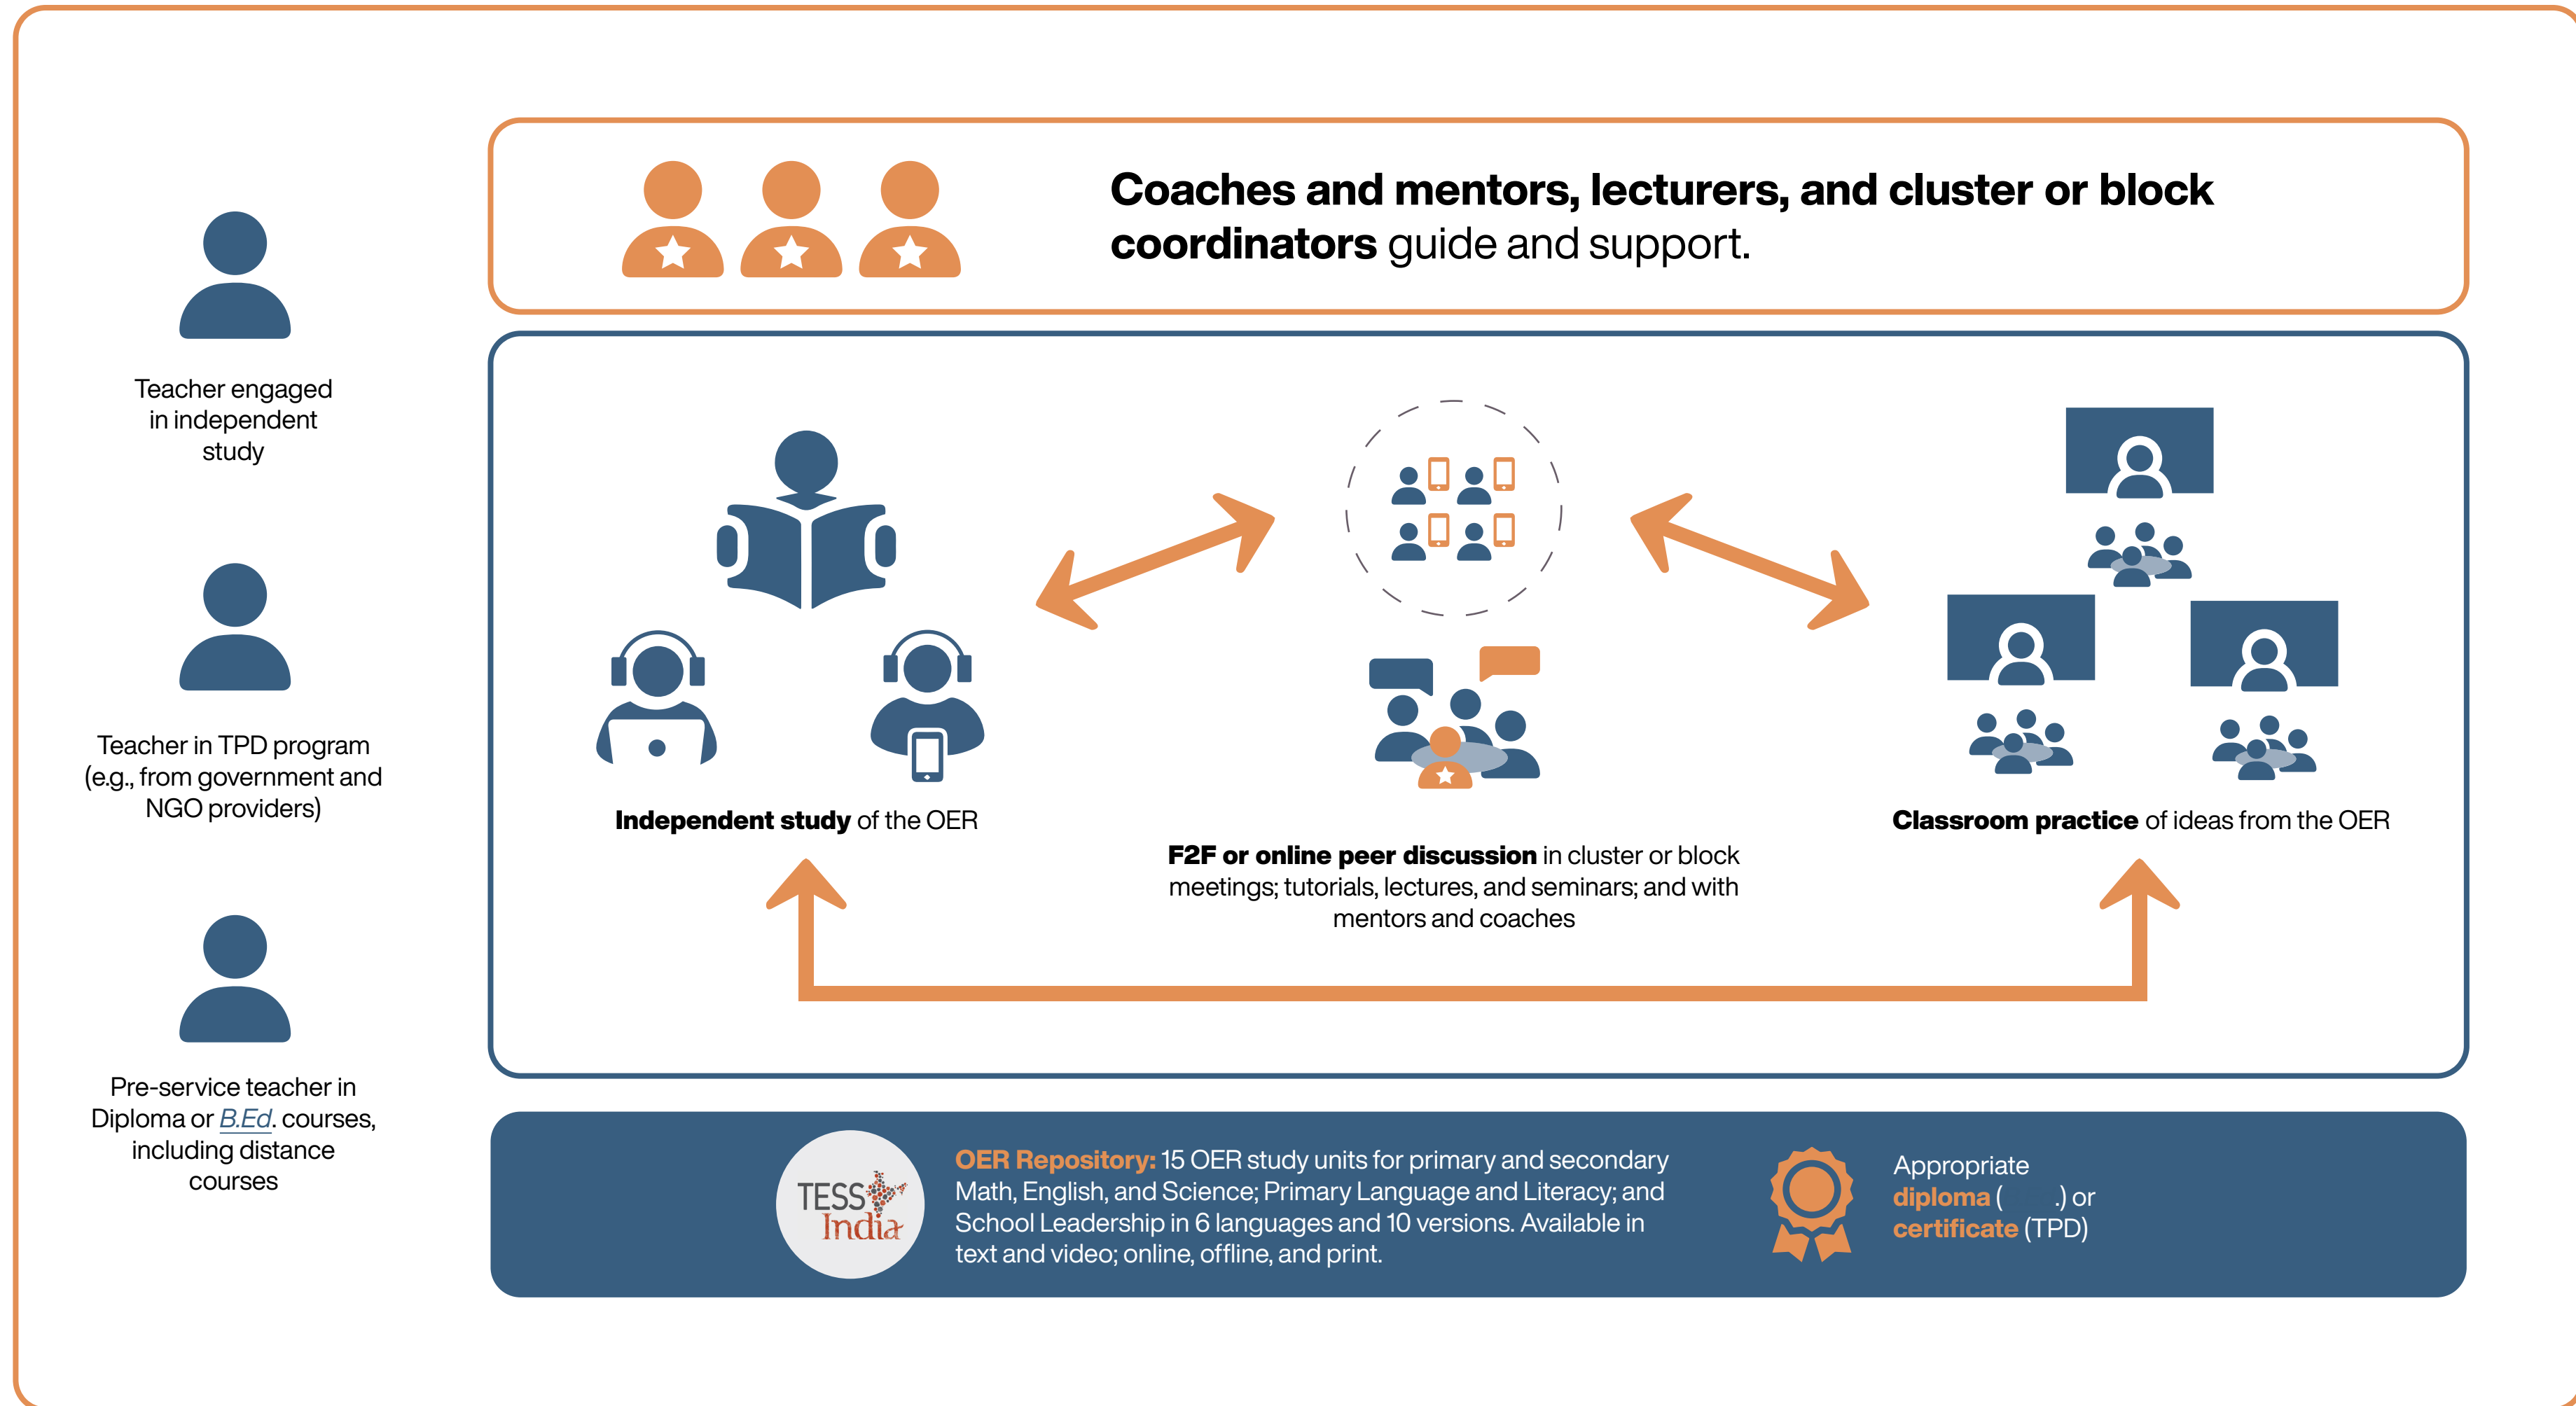 Coaches and mentors, lecturers, and cluster or block
coordinators guide and support.
Teacher engaged
in independent
study
Teacher in TPD program
(e.g., from government and
NGO providers)
Pre-service teacher in
Diploma or B.Ed. courses,
including distance
courses
Independent study of the OER
F2F or online peer discussion in cluster or block
meetings; tutorials, lectures, and seminars; and with
mentors and coaches
Classroom practice of ideas from the OER
TESS
India
OER Repository: 15 OER study units for primary and secondary
Math, English, and Science; Primary Language and Literacy; and
School Leadership in 6 languages and 10 versions. Available in
text and video; online, offline, and print.
Appropriate
diploma ( .) or
certificate (TPD)